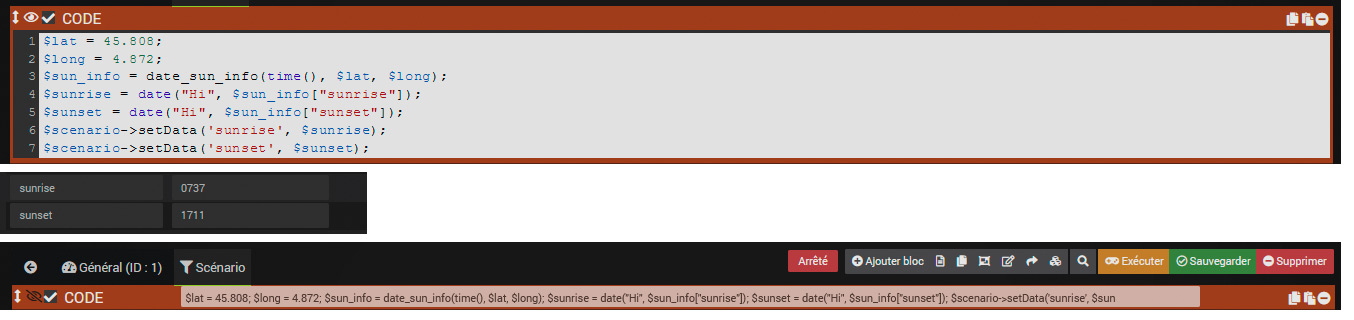 CODE
1 $lat = 45.808;
2 $long = 4.872;
3 $sun_info = date_sun_info(time(), $lat, $long);
4 $sunrise = date("Hi", $sun_info["sunrise"]);
5 $sunset = date("Hi", $sun_info["sunset"]);
6 $scenario->setData('sunrise', $sunrise);
7 $scenario->setData('sunset', $sunset);
sunrise 0737
sunset 1711
Général (ID : 1) Scénario Arrêté Ajouter bloc Exécuter Sauvegarder Supprimer
CODE $lat = 45.808; $long = 4.872; $sun_info = date_sun_info(time(), $lat, $long); $sunrise = date("Hi", $sun_info["sunrise"]); $sunset = date("Hi", $sun_info["sunset"]); $scenario->setData('sunrise', $sun